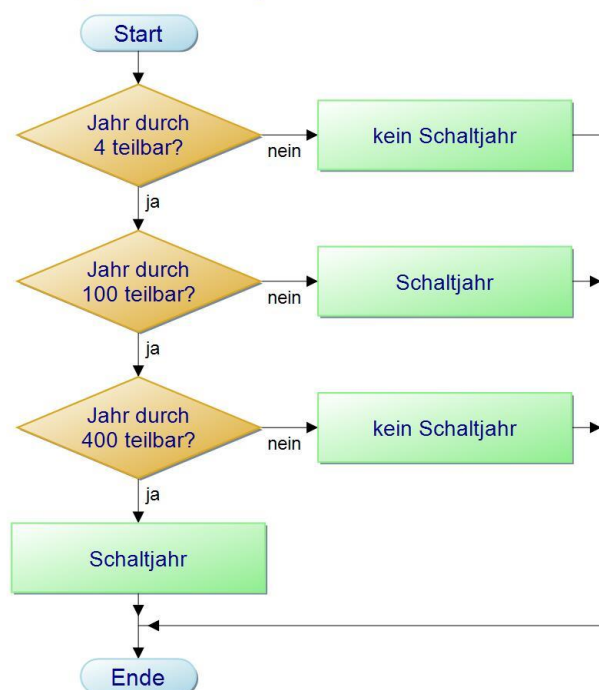 Start
Jahr durch
4 teilbar?
nein
kein Schaltjahr
ja
Jahr durch
100 teilbar?
nein
Schaltjahr
ja
Jahr durch
400 teilbar?
nein
kein Schaltjahr
ja
Schaltjahr
Ende